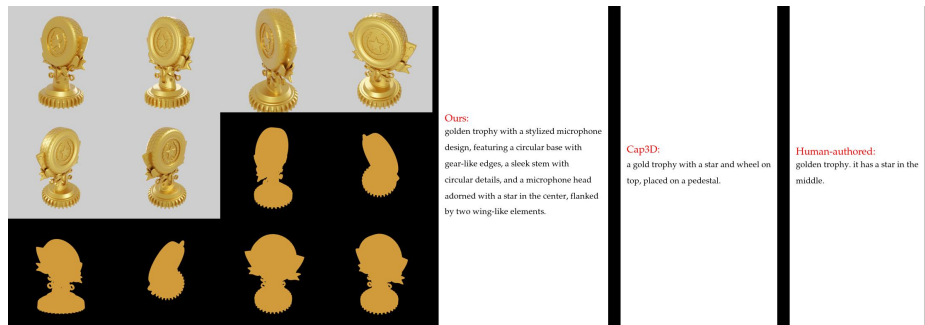 Ours:
golden trophy with a stylized microphone
design, featuring a circular base with
gear-like edges, a sleek stem with
circular details, and a microphone head
adorned with a star in the center, flanked
by two wing-like elements.
Cap3D:
a gold trophy with a star and wheel on
top, placed on a pedestal.
Human-authored:
golden trophy. it has a star in the
middle.